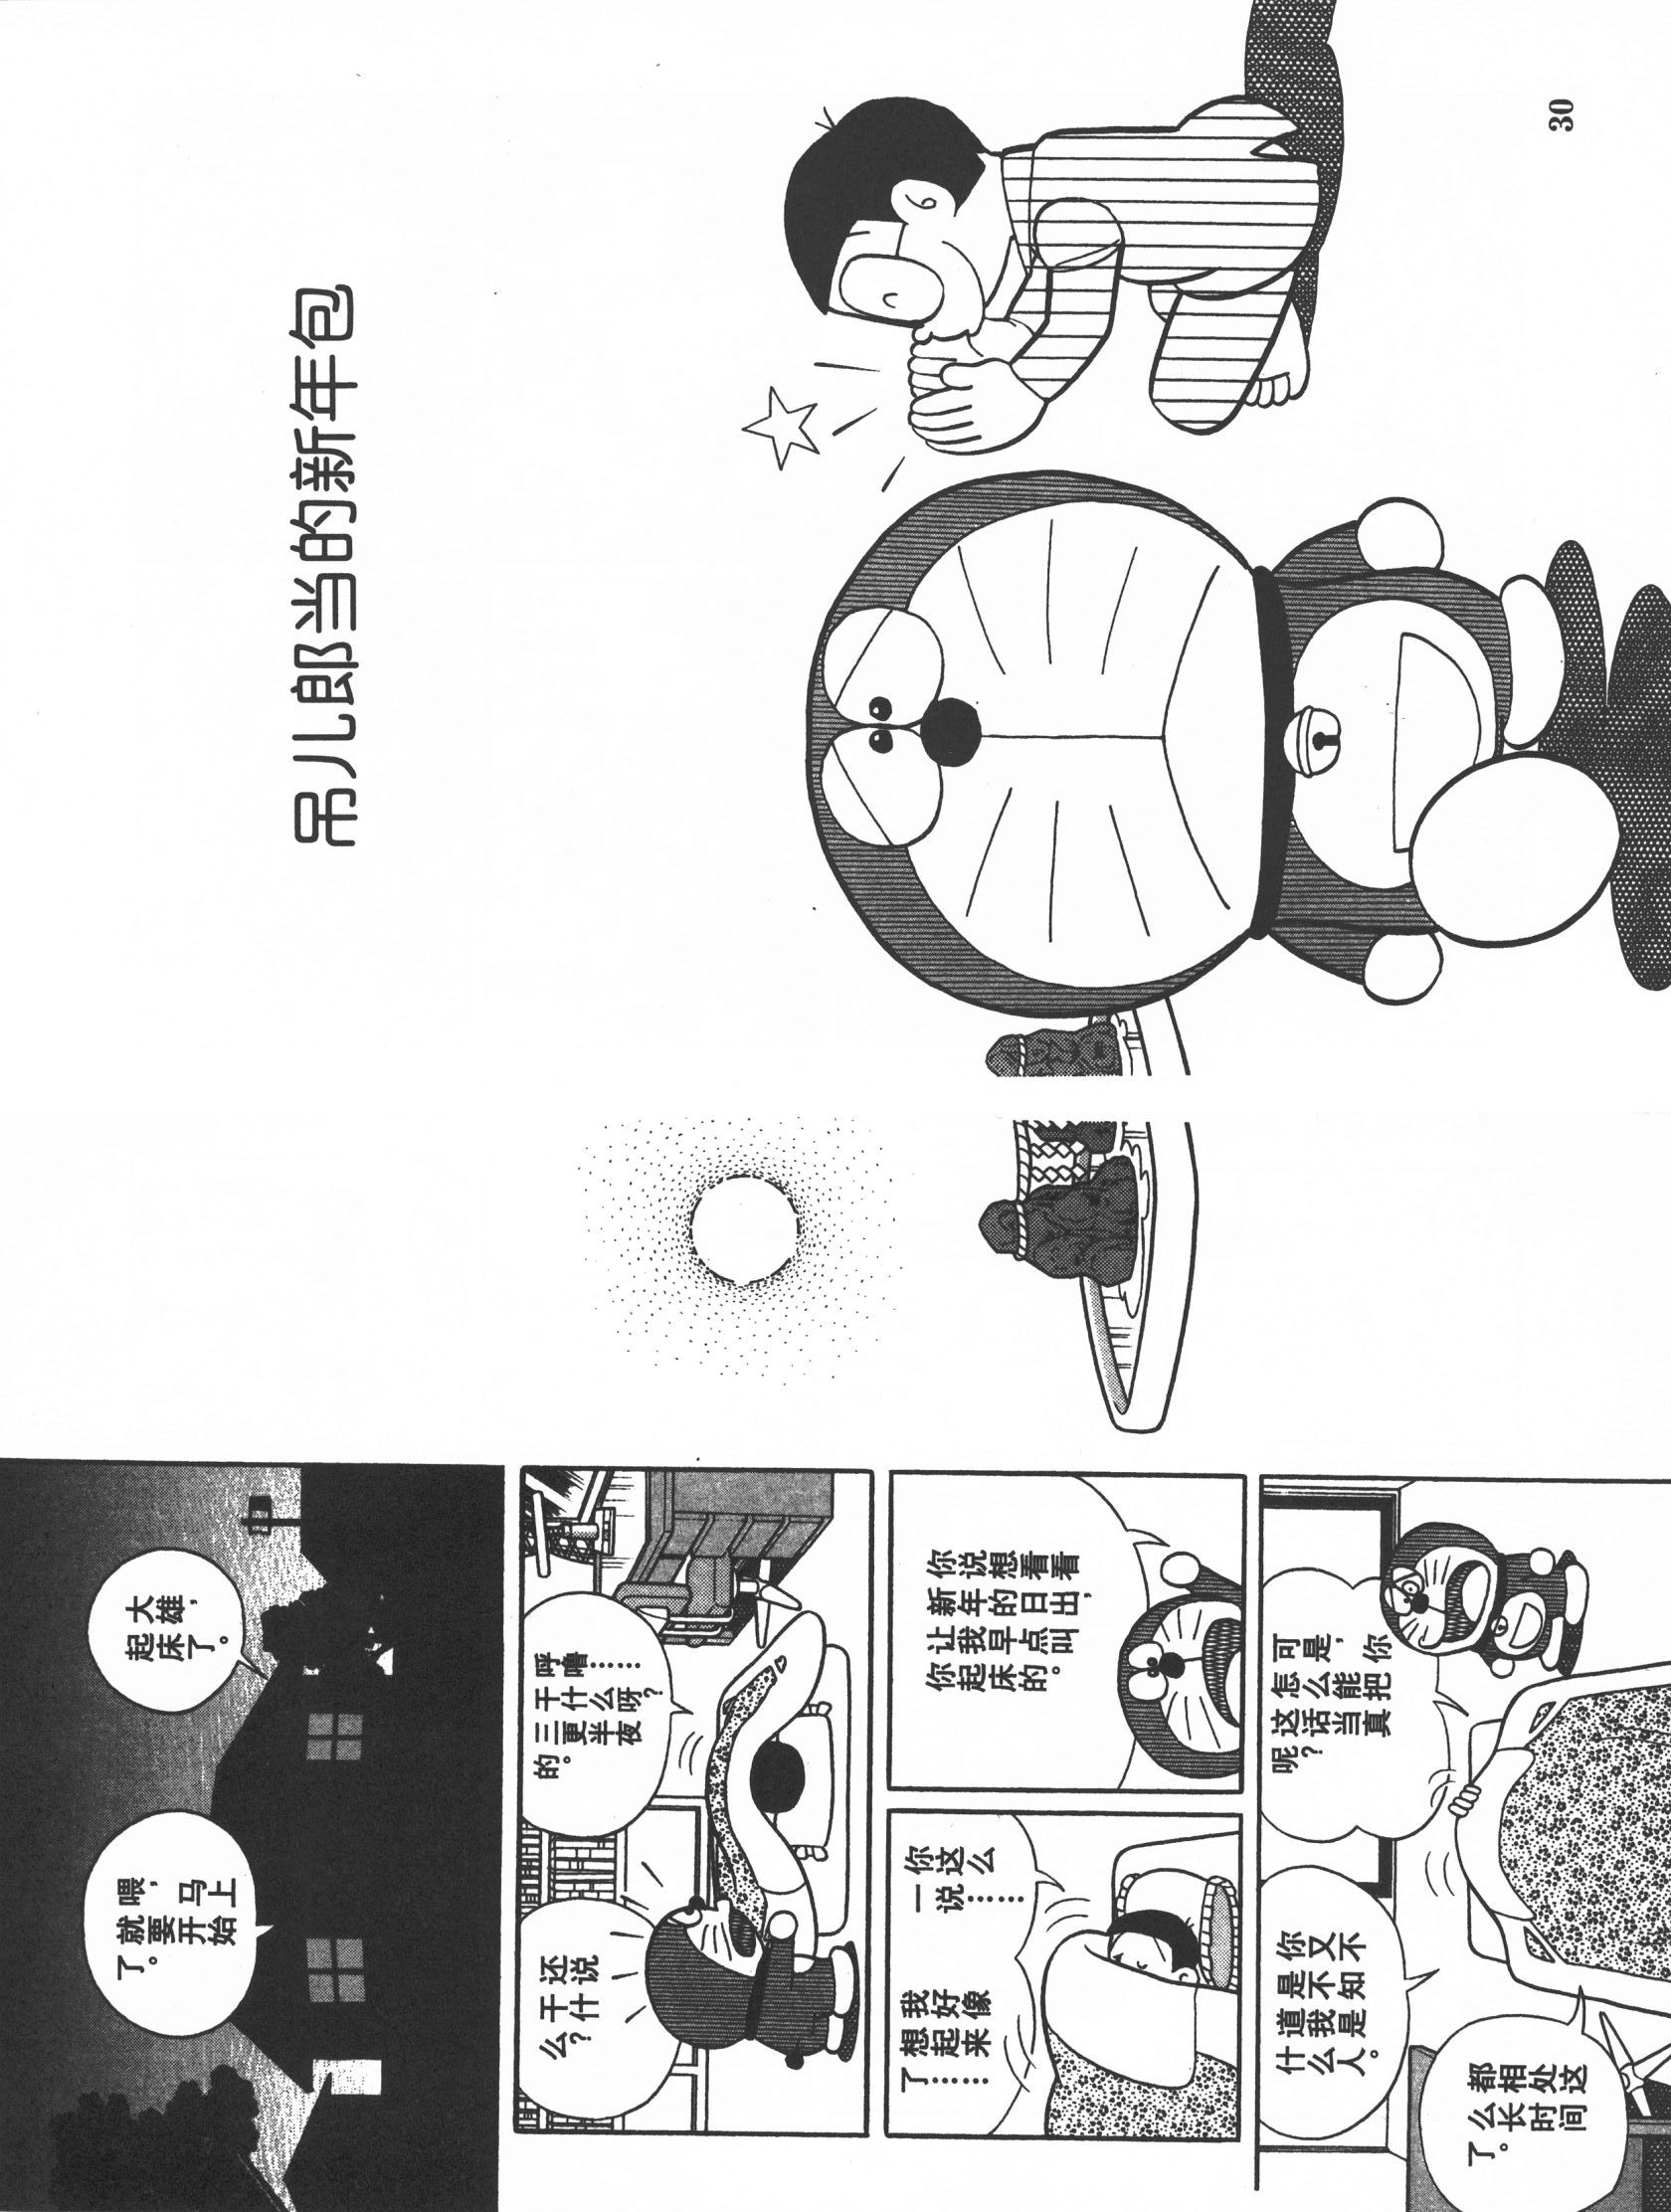 吊儿郎当的新年包
30
大雄，
起床了。
喂，马上
就要开始
了。
呼噜……
干什么呀？
三更半夜
的。
还说
干什
么？
你说想看看
新年的日出，
让我早点叫
你起床的。
你这么
一说……
我好像
想起来
了……
可是，你
怎么能把
这话当真
呢？
你又不
是不知
道我是
什么人。
都相处这
么长时间
了。